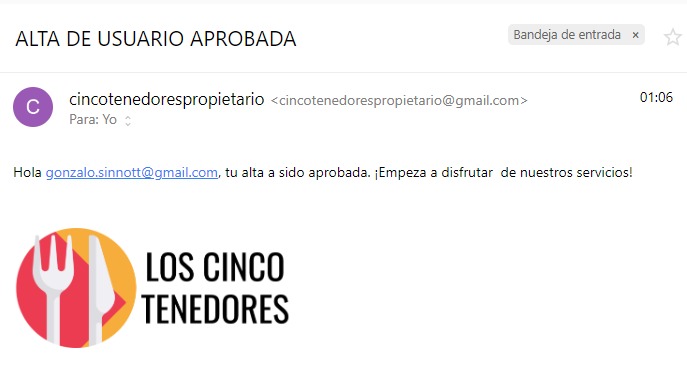 ALTA DE USUARIO APROBADA
Bandeja de entrada ×
C
cincotenedorespropietario <cincotenedorespropietario@gmail.com>
01:06
Para: Yo
Hola gonzalo.sinnott@gmail.com, tu alta a sido aprobada. ¡Empeza a disfrutar  de nuestros servicios!
LOS CINCO
TENEDORES